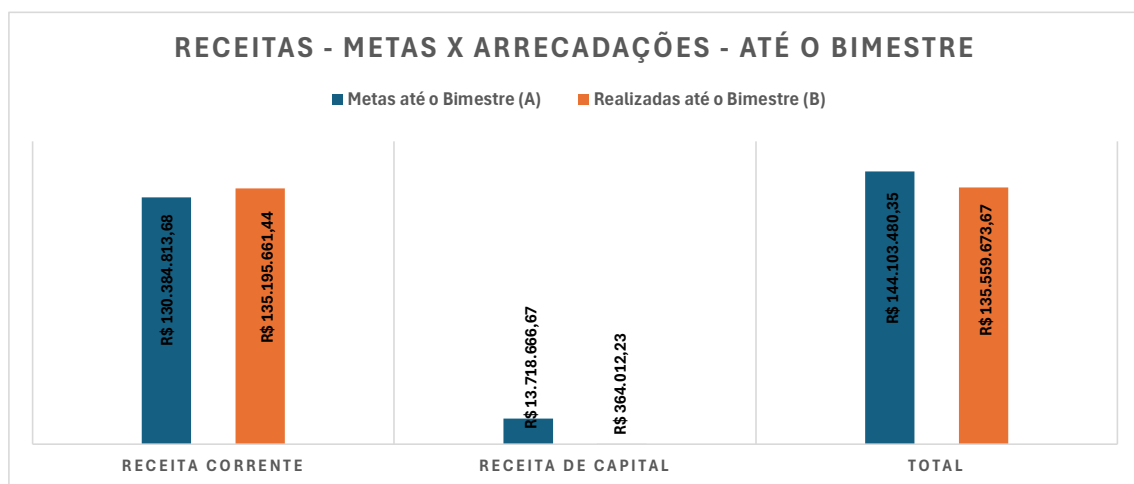 RECEITAS - METAS X ARRECADAÇÕES - ATÉ O BIMESTRE
Metas até o Bimestre (A)
Realizadas até o Bimestre (B)
R$ 130.384.813,68
R$ 135.195.661,44
R$ 13.718.666,67
R$ 364.012,23
R$ 144.103.480,35
R$ 135.559.673,67
RECEITA CORRENTE
RECEITA DE CAPITAL
TOTAL